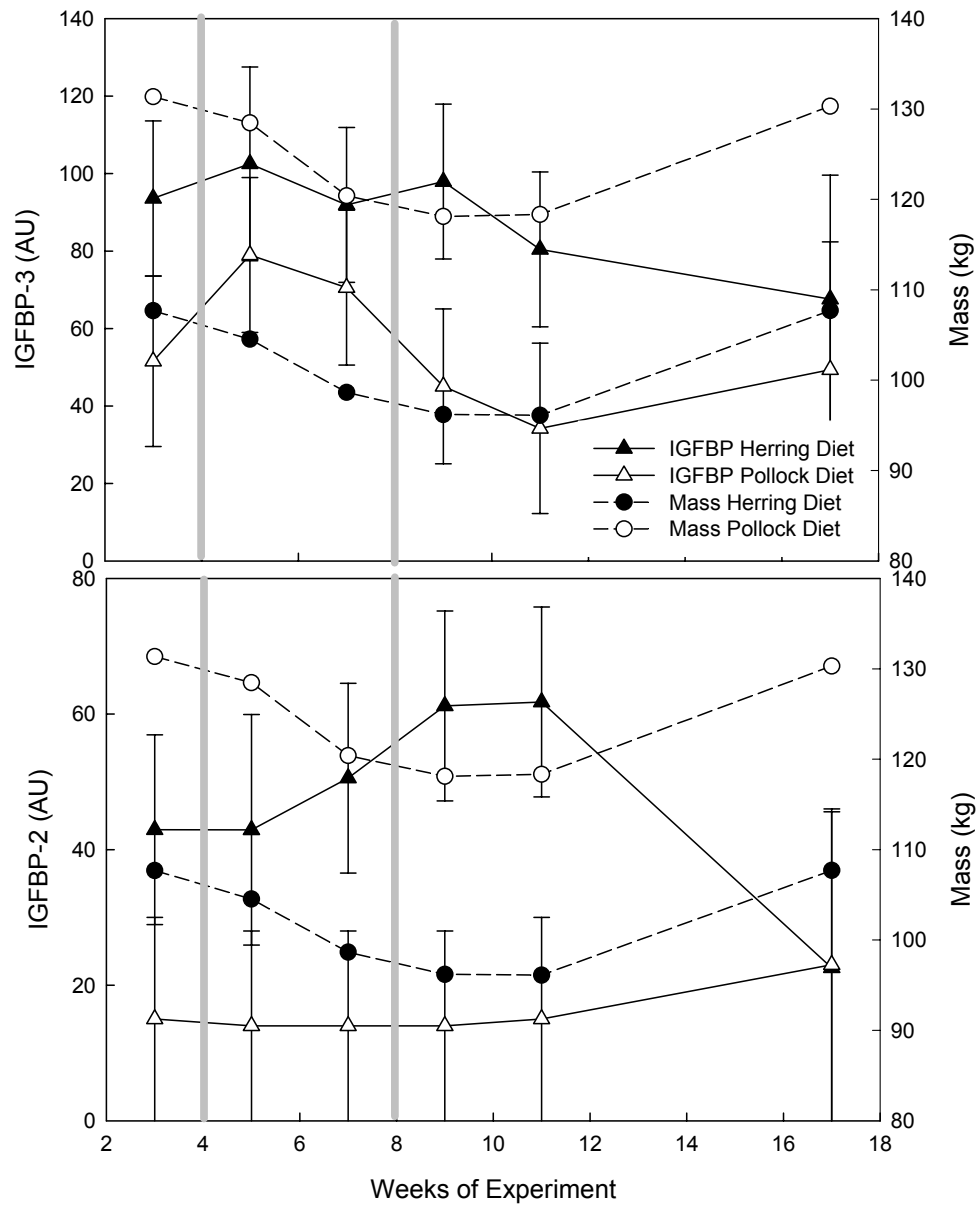 IGFBP-3 (AU)
140
120
100
80
60
40
20
0
140
130
120
110
100
90
80
Mass (kg)
IGFBP Herring Diet
IGFBP Pollock Diet
Mass Herring Diet
Mass Pollock Diet
IGFBP-2 (AU)
80
60
40
20
0
140
130
120
110
100
90
80
Mass (kg)
2 4 6 8 10 12 14 16 18
Weeks of Experiment